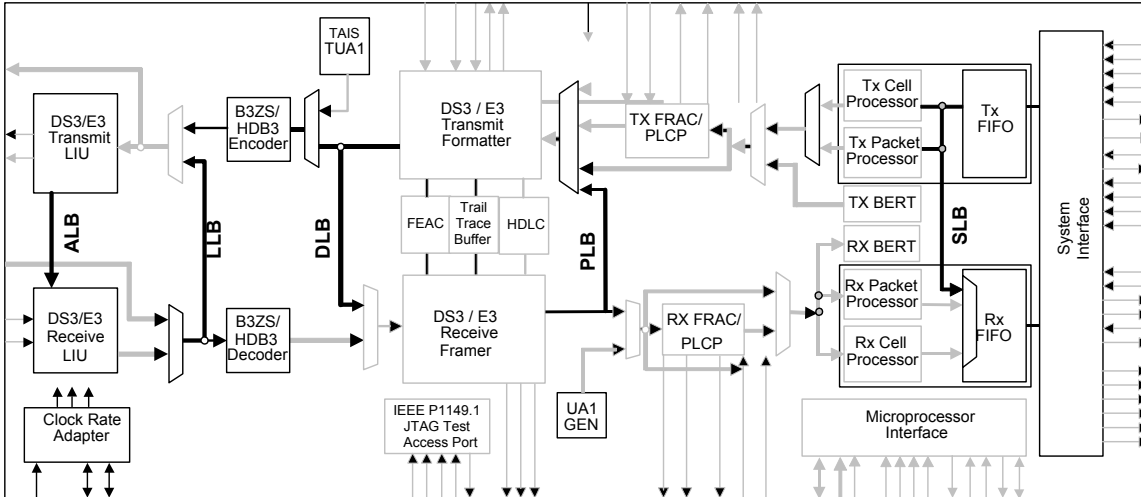 TAIS
TUA1
DS3/E3
Transmit
LIU
B3ZS/
HDB3
Encoder
DS3 / E3
Transmit
Formatter
TX FRAC/
PLCP
Tx Cell
Processor
Tx Packet
Processor
Tx
FIFO
TX BERT
RX BERT
System
Interface
ALB
LLB
DLB
PLB
SLB
FEAC
Trail
Trace
Buffer
HDLC
DS3/E3
Receive
LIU
B3ZS/
HDB3
Decoder
DS3 / E3
Receive
Framer
RX FRAC/
PLCP
Rx Packet
Processor
Rx Cell
Processor
Rx
FIFO
Clock Rate
Adapter
IEEE P1149.1
JTAG Test
Access Port
UA1
GEN
Microprocessor
Interface